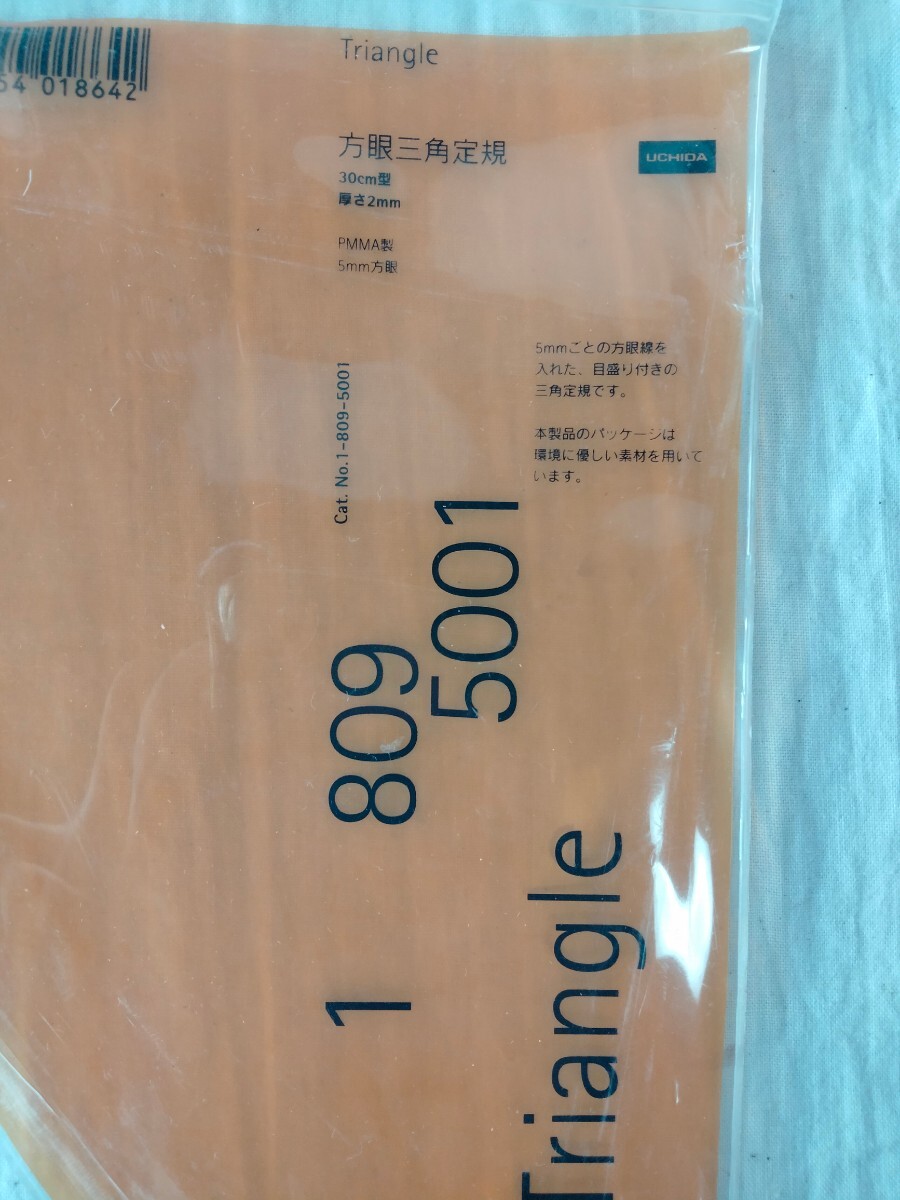 54 018642
Triangle
方眼三角定規
30cm型
厚さ2mm
PMMA製
5mm方眼
UCHIDA
5mmごとの方眼線を
入れた、目盛り付きの
三角定規です。
本製品のパッケージは
環境に優しい素材を用いて
います。
Cat. No.1-809-5001
1 809
5001
Triangle